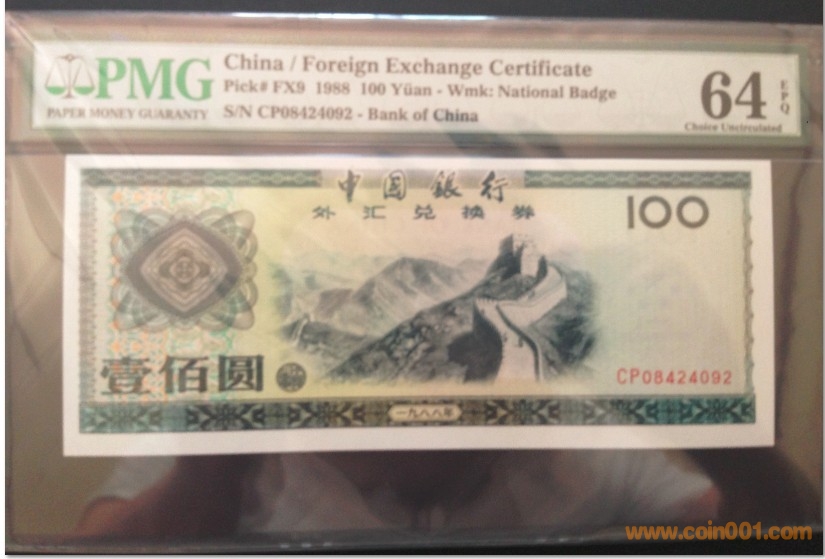 PMG
PAPER MONEY GUARANTY
China / Foreign Exchange Certificate
Pick# FX9 1988 100 Yüan - Wmk: National Badge
S/N CP08424092 - Bank of China
64 EPQ
Choice Uncirculated
中国银行
外汇兑换券
100
壹佰圆
CP08424092
一九八八年
www.coin001.com